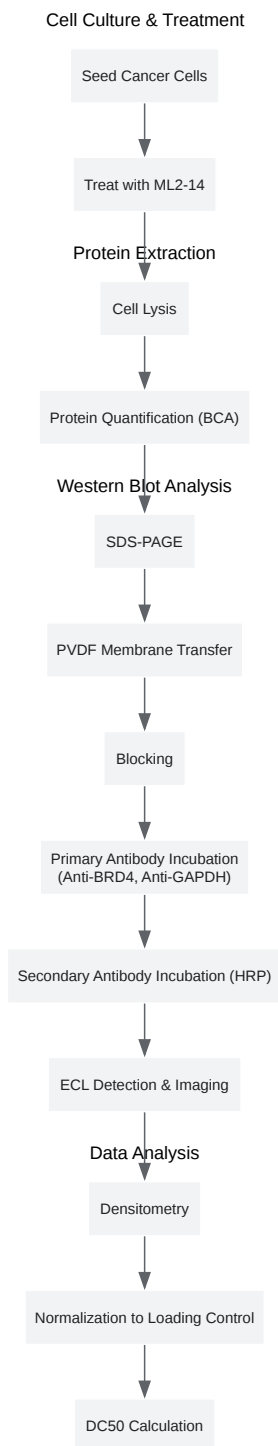 Cell Culture & Treatment
Seed Cancer Cells
Treat with ML2-14
Protein Extraction
Cell Lysis
Protein Quantification (BCA)
Western Blot Analysis
SDS-PAGE
PVDF Membrane Transfer
Blocking
Primary Antibody Incubation
(Anti-BRD4, Anti-GAPDH)
Secondary Antibody Incubation (HRP)
ECL Detection & Imaging
Data Analysis
Densitometry
Normalization to Loading Control
DC50 Calculation